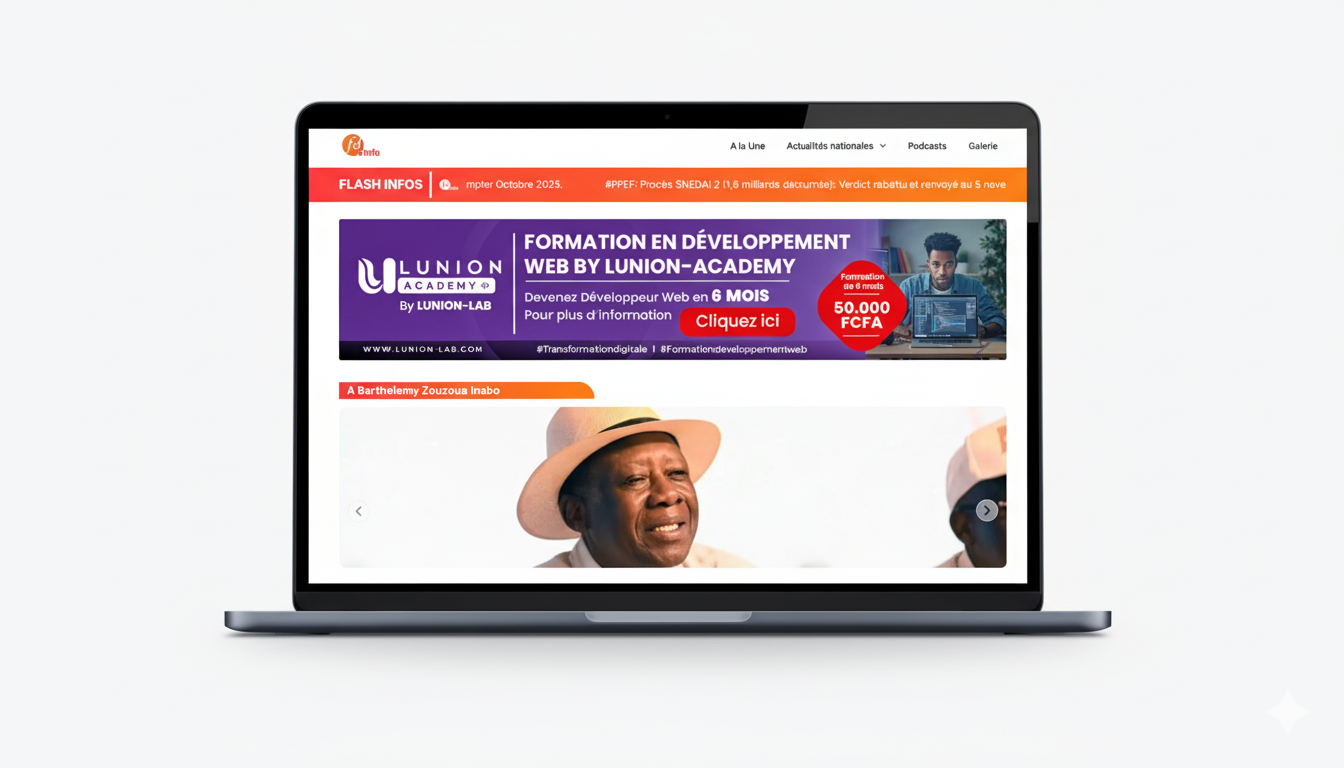 fd info
A la Une Actualités nationales Podcasts Galerie
FLASH INFOS mpter Octobre 2025. #PPEF: Procès SNEDAI 2 (1,6 milliards verdict rabattu et renvoyé au 5 nove
LUNION
ACADEMY
By LUNION-LAB
WWW.LUNION-LAB.COM
FORMATION EN DÉVELOPPEMENT
WEB BY LUNION-ACADEMY
Devenez Développeur Web en 6 MOIS
Pour plus d'information Cliquez ici
#Transformationdigitale I #Formationdeveloppementweb
Formation
de 6 mois
50.000
FCFA
A Barthelemy Zouzoua Inabo